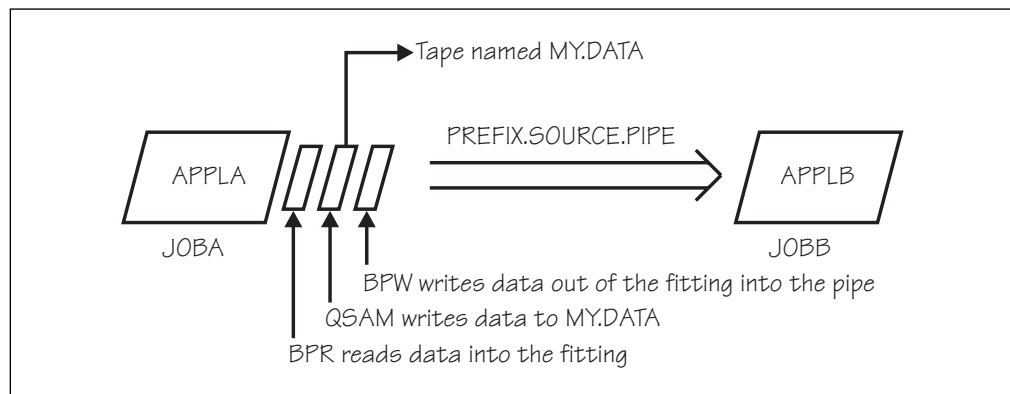 Tape named MY.DATA
PREFIX.SOURCE.PIPE
APPLA
APPLB
JOBA
JOBB
BPW writes data out of the fitting into the pipe
QSAM writes data to MY.DATA
BPR reads data into the fitting